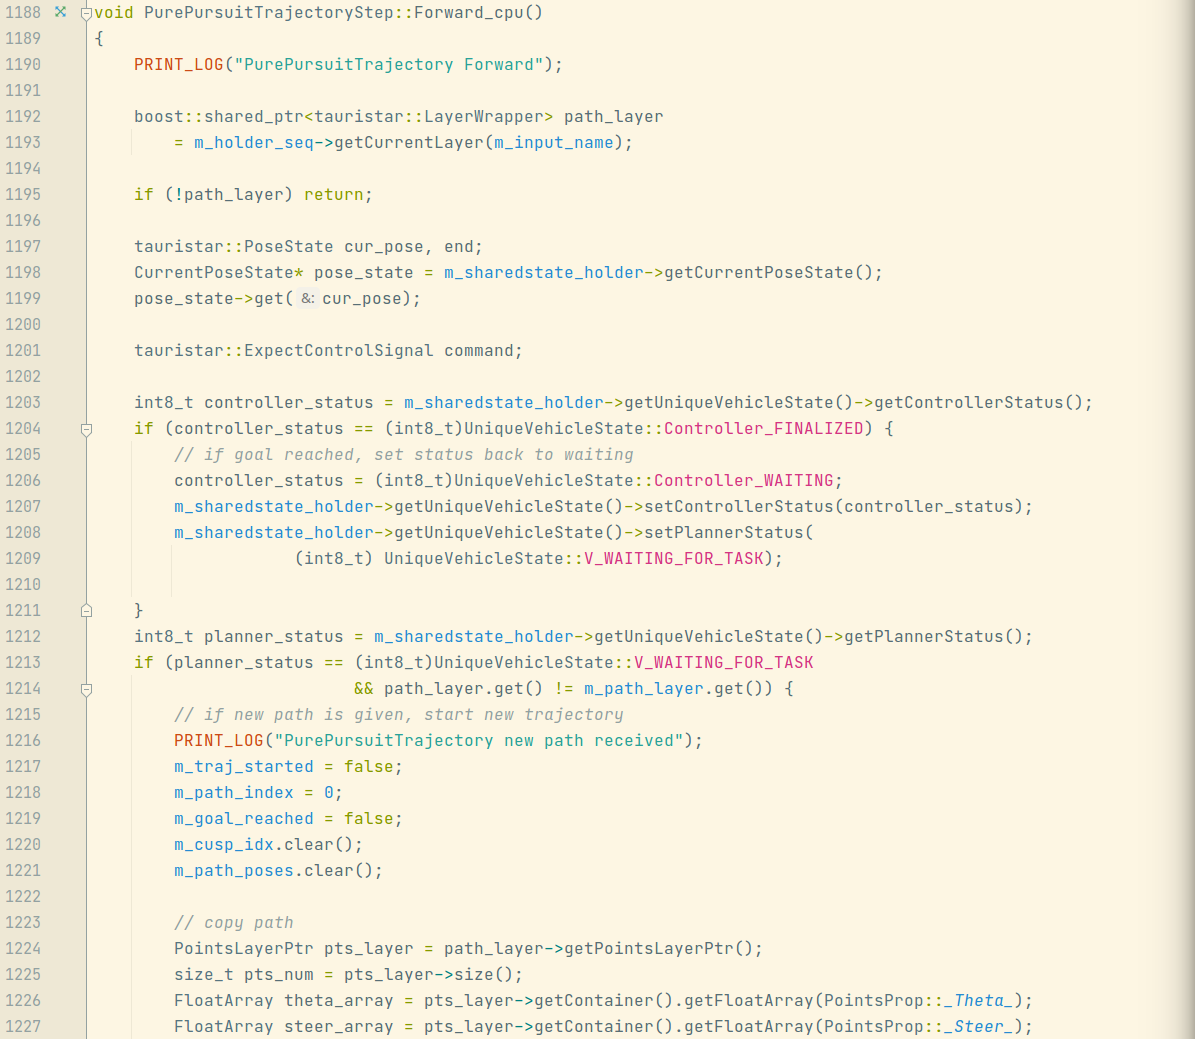 1188 void PurePursuitTrajectoryStep::Forward_cpu()
1189 {
1190     PRINT_LOG("PurePursuitTrajectory Forward");
1191
1192     boost::shared_ptr<tauristar::LayerWrapper> path_layer
1193         = m_holder_seq->getCurrentLayer(m_input_name);
1194
1195     if (!path_layer) return;
1196
1197     tauristar::PoseState cur_pose, end;
1198     CurrentPoseState* pose_state = m_sharedstate_holder->getCurrentPoseState();
1199     pose_state->get( &: cur_pose);
1200
1201     tauristar::ExpectControlSignal command;
1202
1203     int8_t controller_status = m_sharedstate_holder->getUniqueVehicleState()->getControllerStatus();
1204     if (controller_status == (int8_t)UniqueVehicleState::Controller_FINALIZED) {
1205         // if goal reached, set status back to waiting
1206         controller_status = (int8_t)UniqueVehicleState::Controller_WAITING;
1207         m_sharedstate_holder->getUniqueVehicleState()->setControllerStatus(controller_status);
1208         m_sharedstate_holder->getUniqueVehicleState()->setPlannerStatus(
1209                     (int8_t) UniqueVehicleState::V_WAITING_FOR_TASK);
1210
1211     }
1212     int8_t planner_status = m_sharedstate_holder->getUniqueVehicleState()->getPlannerStatus();
1213     if (planner_status == (int8_t)UniqueVehicleState::V_WAITING_FOR_TASK
1214                           && path_layer.get() != m_path_layer.get()) {
1215         // if new path is given, start new trajectory
1216         PRINT_LOG("PurePursuitTrajectory new path received");
1217         m_traj_started = false;
1218         m_path_index = 0;
1219         m_goal_reached = false;
1220         m_cusp_idx.clear();
1221         m_path_poses.clear();
1222
1223         // copy path
1224         PointsLayerPtr pts_layer = path_layer->getPointsLayerPtr();
1225         size_t pts_num = pts_layer->size();
1226         FloatArray theta_array = pts_layer->getContainer().getFloatArray(PointsProp::_Theta_);
1227         FloatArray steer_array = pts_layer->getContainer().getFloatArray(PointsProp::_Steer_);